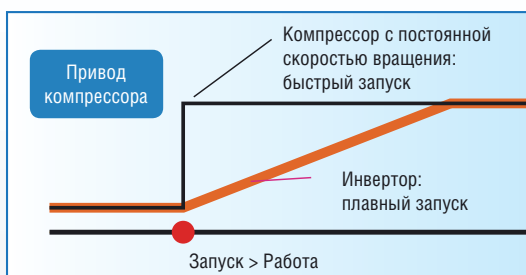 Привод
компрессора
Компрессор с постоянной
скоростью вращения:
быстрый запуск
Инвертор:
плавный запуск
Запуск > Работа